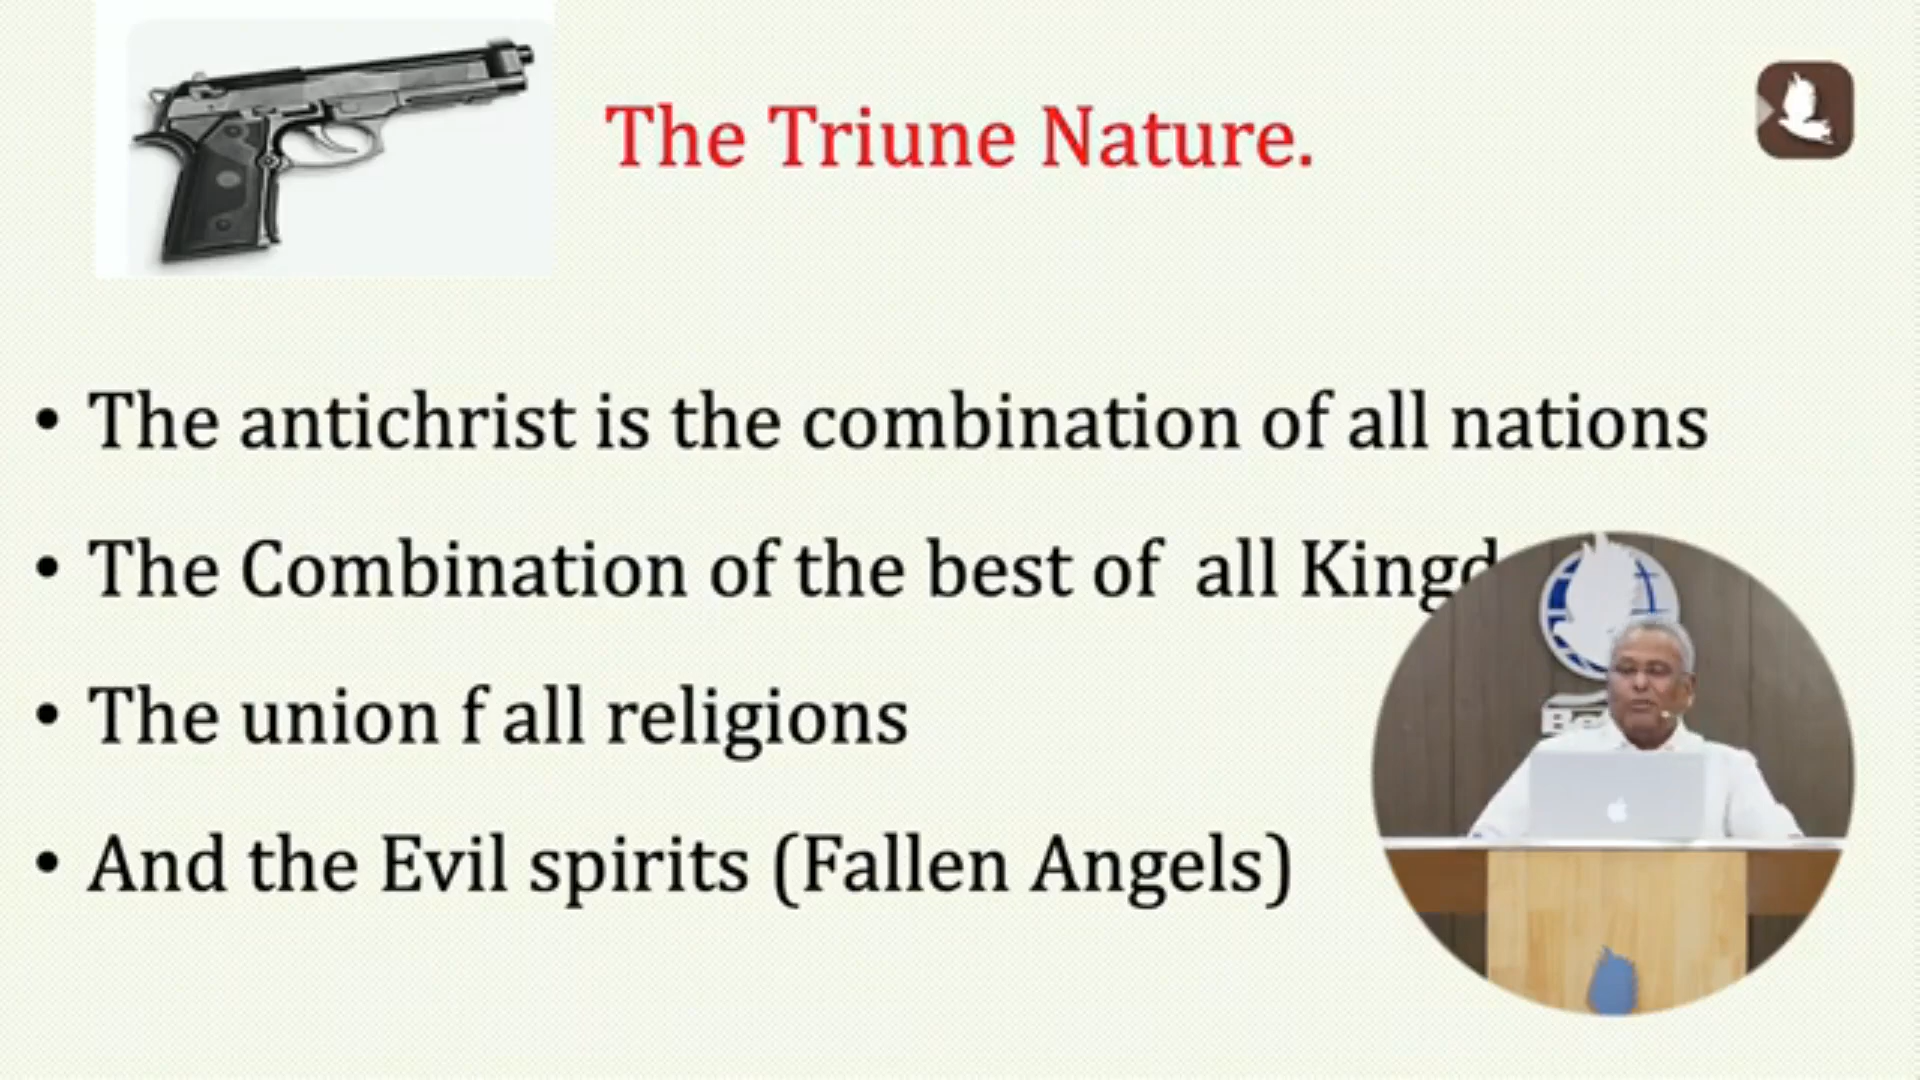 The Triune Nature.
• The antichrist is the combination of all nations
• The Combination of the best of all Kingd
• The union f all religions
• And the Evil spirits (Fallen Angels)
Be